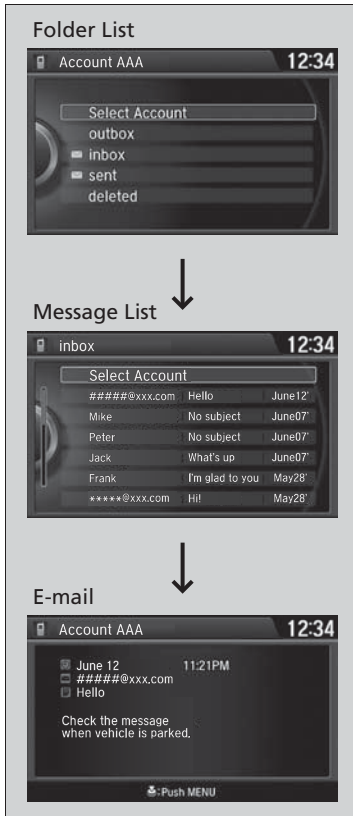 Folder List
Account AAA 12:34
Select Account
outbox
inbox
sent
deleted
Message List
inbox 12:34
Select Account
#####@xxx.com Hello June12'
Mike No subject June07'
Peter No subject June07'
Jack What's up June07'
Frank I'm glad to you May28'
*****@xxx.com Hi! May28'
E-mail
Account AAA 12:34
June 12 11:21PM
#####@xxx.com
Hello
Check the message
when vehicle is parked.
:Push MENU